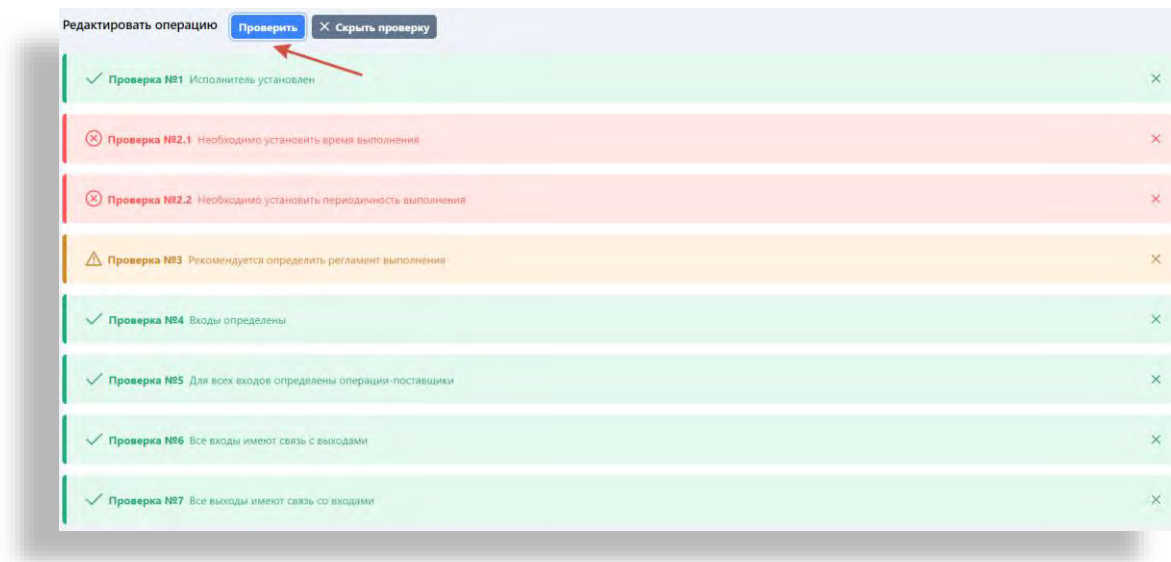 Редактировать операцию Проверить × Скрыть проверку
Проверка №1 Исполнитель установлен
Проверка №2.1 Необходимо установить время выполнения
Проверка №2.2 Необходимо установить периодичность выполнения
Проверка №3 Рекомендуется определить регламент выполнения
Проверка №4 Входы определены
Проверка №5 Для всех входов определены операции-поставщики
Проверка №6 Все входы имеют связь с выходами
Проверка №7 Все выходы имеют связь со входами